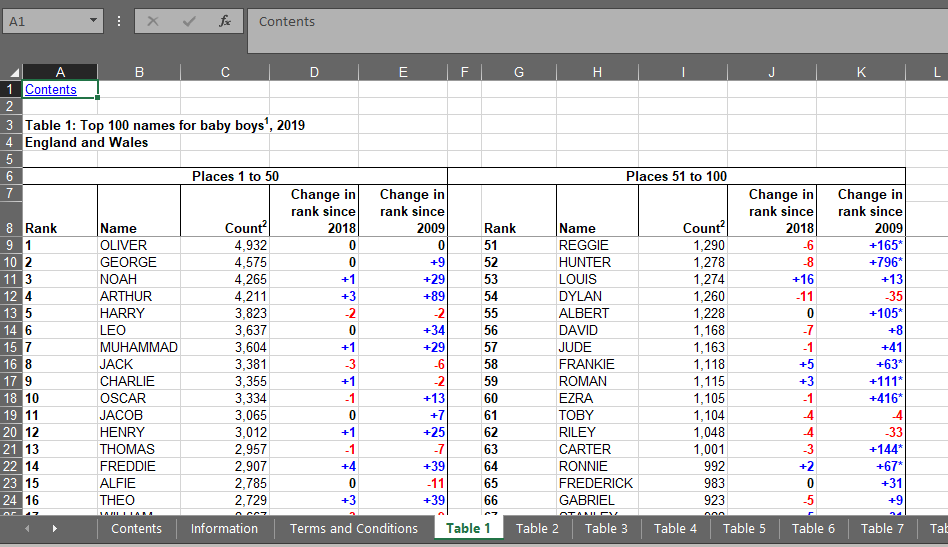 A1 fx Contents
A B C D E F G H I J K L
1 Contents
2
3 Table 1: Top 100 names for baby boys1, 2019
4 England and Wales
5
6 Places 1 to 50 Places 51 to 100
7 Change in Change in Change in Change in
rank since rank since rank since rank since
8 Rank Name Count2 2018 2009 Rank Name Count2 2018 2009
9 1 OLIVER 4,932 0 0 51 REGGIE 1,290 -6 +165*
10 2 GEORGE 4,575 0 +9 52 HUNTER 1,278 -8 +796*
11 3 NOAH 4,265 +1 +29 53 LOUIS 1,274 +16 +13
12 4 ARTHUR 4,211 +3 +89 54 DYLAN 1,260 -11 -35
13 5 HARRY 3,823 -2 -2 55 ALBERT 1,228 0 +105*
14 6 LEO 3,637 0 +34 56 DAVID 1,168 -7 +8
15 7 MUHAMMAD 3,604 +1 +29 57 JUDE 1,163 -1 +41
16 8 JACK 3,381 -3 -6 58 FRANKIE 1,118 +5 +63*
17 9 CHARLIE 3,355 +1 -2 59 ROMAN 1,115 +3 +111*
18 10 OSCAR 3,334 -1 +13 60 EZRA 1,105 -1 +416*
19 11 JACOB 3,065 0 +7 61 TOBY 1,104 -4 -4
20 12 HENRY 3,012 +1 +25 62 RILEY 1,048 -4 -33
21 13 THOMAS 2,957 -1 -7 63 CARTER 1,001 -3 +144*
22 14 FREDDIE 2,907 +4 +39 64 RONNIE 992 +2 +67*
23 15 ALFIE 2,785 0 -11 65 FREDERICK 983 0 +31
24 16 THEO 2,729 +3 +39 66 GABRIEL 923 -5 +9
Contents Information Terms and Conditions Table 1 Table 2 Table 3 Table 4 Table 5 Table 6 Table 7